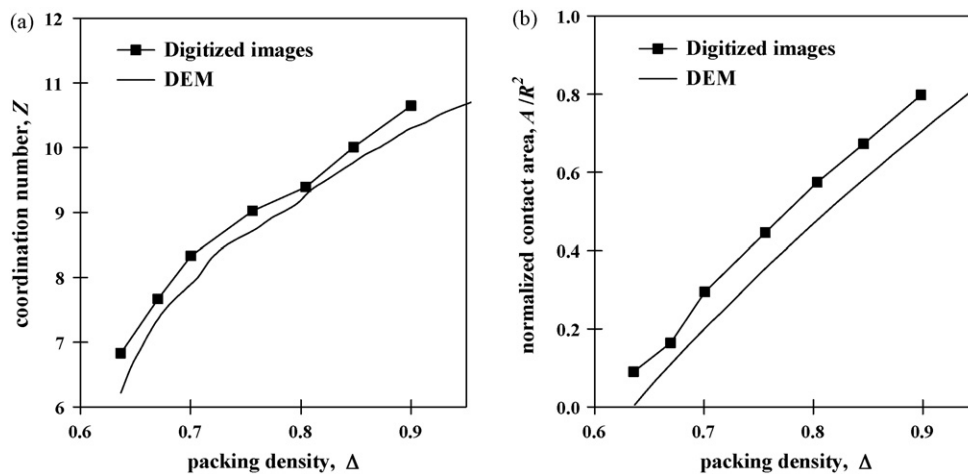 (a)
12
11
10
9
8
7
6
0.6 0.7 0.8 0.9
coordination number, Z
packing density, Δ
Digitized images
DEM
(b)
1.0
0.8
0.6
0.4
0.2
0.0
0.6 0.7 0.8 0.9
normalized contact area, A/R²
packing density, Δ
Digitized images
DEM